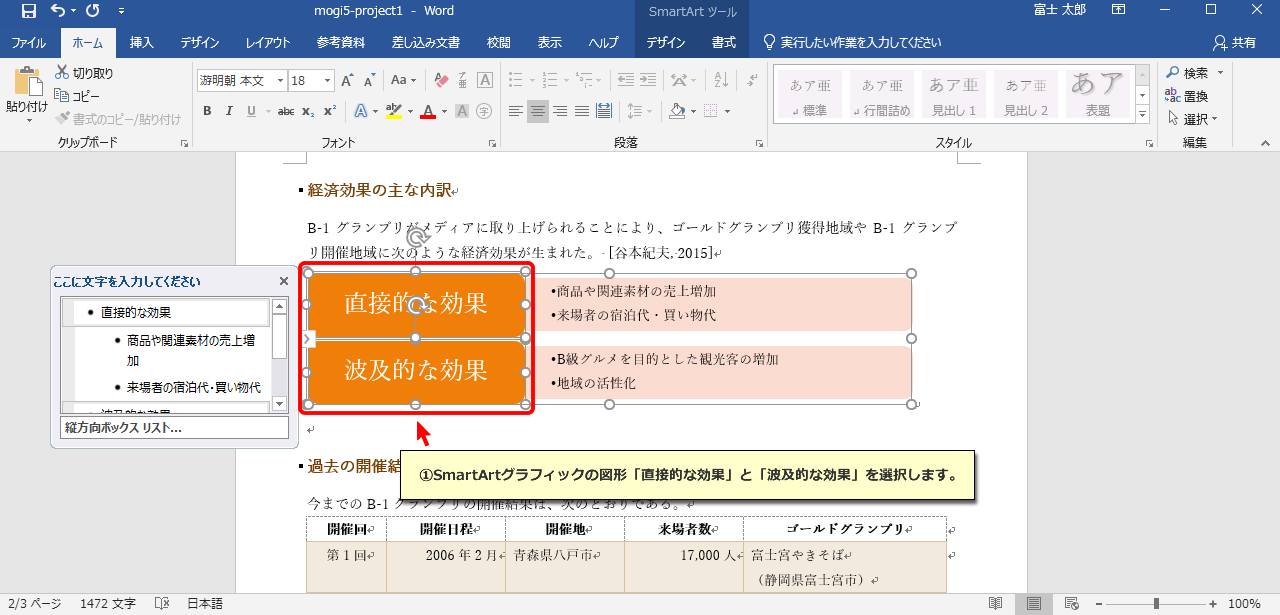 mogi5-project1 - Word
SmartArt ツール
富士 太郎
ファイル
ホーム
挿入
デザイン
レイアウト
参考資料
差し込み文書
校閲
表示
ヘルプ
デザイン
書式
実行したい作業を入力してください
共有
貼り付け
切り取り
コピー
書式のコピー/貼り付け
クリップボード
游明朝 本文
18
Aa
B I U abc x₂ x²
フォント
段落
あア亜
標準
あア亜
行間詰め
あア亜
見出し 1
あア亜
見出し 2
あア
表題
スタイル
検索
置換
選択
編集
経済効果の主な内訳
B-1 グランプリがメディアに取り上げられることにより、ゴールドグランプリ獲得地域や B-1 グランプ
リ開催地域に次のような経済効果が生まれた。 [谷本紀夫, 2015]
ここに文字を入力してください
• 直接的な効果
• 商品や関連素材の売上増
加
• 来場者の宿泊代・買い物代
• 波及的な効果
縦方向ボックス リスト...
直接的な効果
•商品や関連素材の売上増加
•来場者の宿泊代・買い物代
波及的な効果
•B級グルメを目的とした観光客の増加
•地域の活性化
①SmartArtグラフィックの図形「直接的な効果」と「波及的な効果」を選択します。
過去の開催結
今までの B-1 グランプリの開催結果は、次のとおりである。
開催回 開催日程 開催地 来場者数 ゴールドグランプリ
第 1 回 2006 年 2 月 青森県八戸市 17,000 人 富士宮やきそば
（静岡県富士宮市）
2/3 ページ
1472 文字
日本語
100%